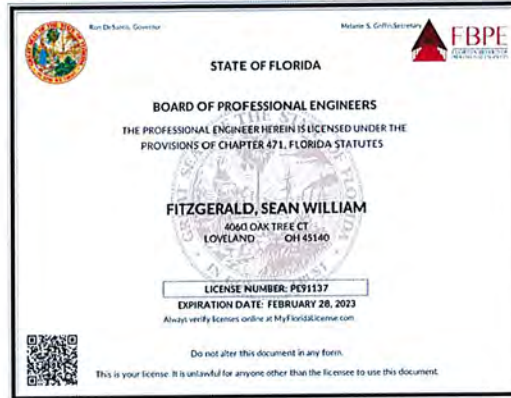 Ron DeSantis, Governor
Melanie S. Griffin, Secretary
FBPE
STATE OF FLORIDA
BOARD OF PROFESSIONAL ENGINEERS
THE PROFESSIONAL ENGINEER HEREIN IS LICENSED UNDER THE
PROVISIONS OF CHAPTER 471, FLORIDA STATUTES
FITZGERALD, SEAN WILLIAM
4060 OAK TREE CT
LOVELAND OH 45140
LICENSE NUMBER: PE91137
EXPIRATION DATE: FEBRUARY 28, 2023
Always verify licenses online at MyFloridaLicense.com
Do not alter this document in any form.
This is your license. It is unlawful for anyone other than the licensee to use this document.